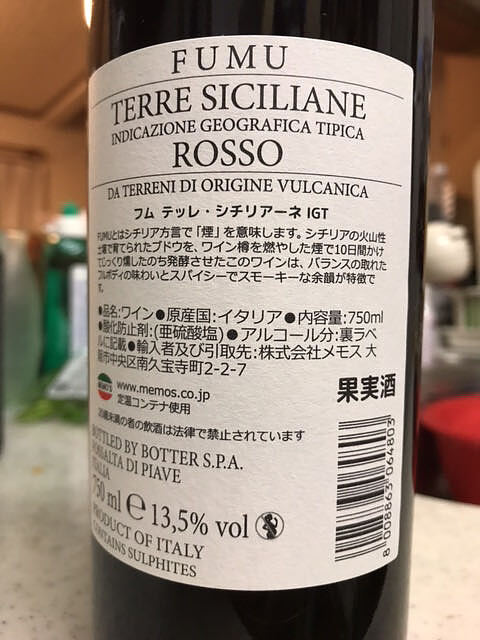 FUMU
TERRE SICILIANE
INDICAZIONE GEOGRAFICA TIPICA
ROSSO
DA TERRENI DI ORIGINE VULCANICA
フム テッレ・シチリアーネ IGT
FUMUとはシチリア方言で「煙」を意味します。シチリアの火山性
土壌で育てられたブドウを、ワイン樽を燃やした煙で10日間かけ
てじっくり燻したのち発酵させたこのワインは、バランスの取れた
フルボディの味わいとスパイシーでスモーキーな余韻が特徴で
す。
●品名:ワイン●原産国:イタリア●内容量:750ml
●酸化防止剤:(亜硫酸塩)●アルコール分:裏ラベ
ルに記載●輸入者及び引取先:株式会社メモス 大
阪市中央区南久宝寺町2-2-7
MEMO'S
www.memos.co.jp
定温コンテナ使用
果実酒
20歳未満の者の飲酒は法律で禁止されています
BOTTLED BY BOTTER S.P.A.
FOSSALTA DI PIAVE
ITALIA
750 ml e 13,5% vol
PRODUCT OF ITALY
CONTAINS SULPHITES
8 008863 064803